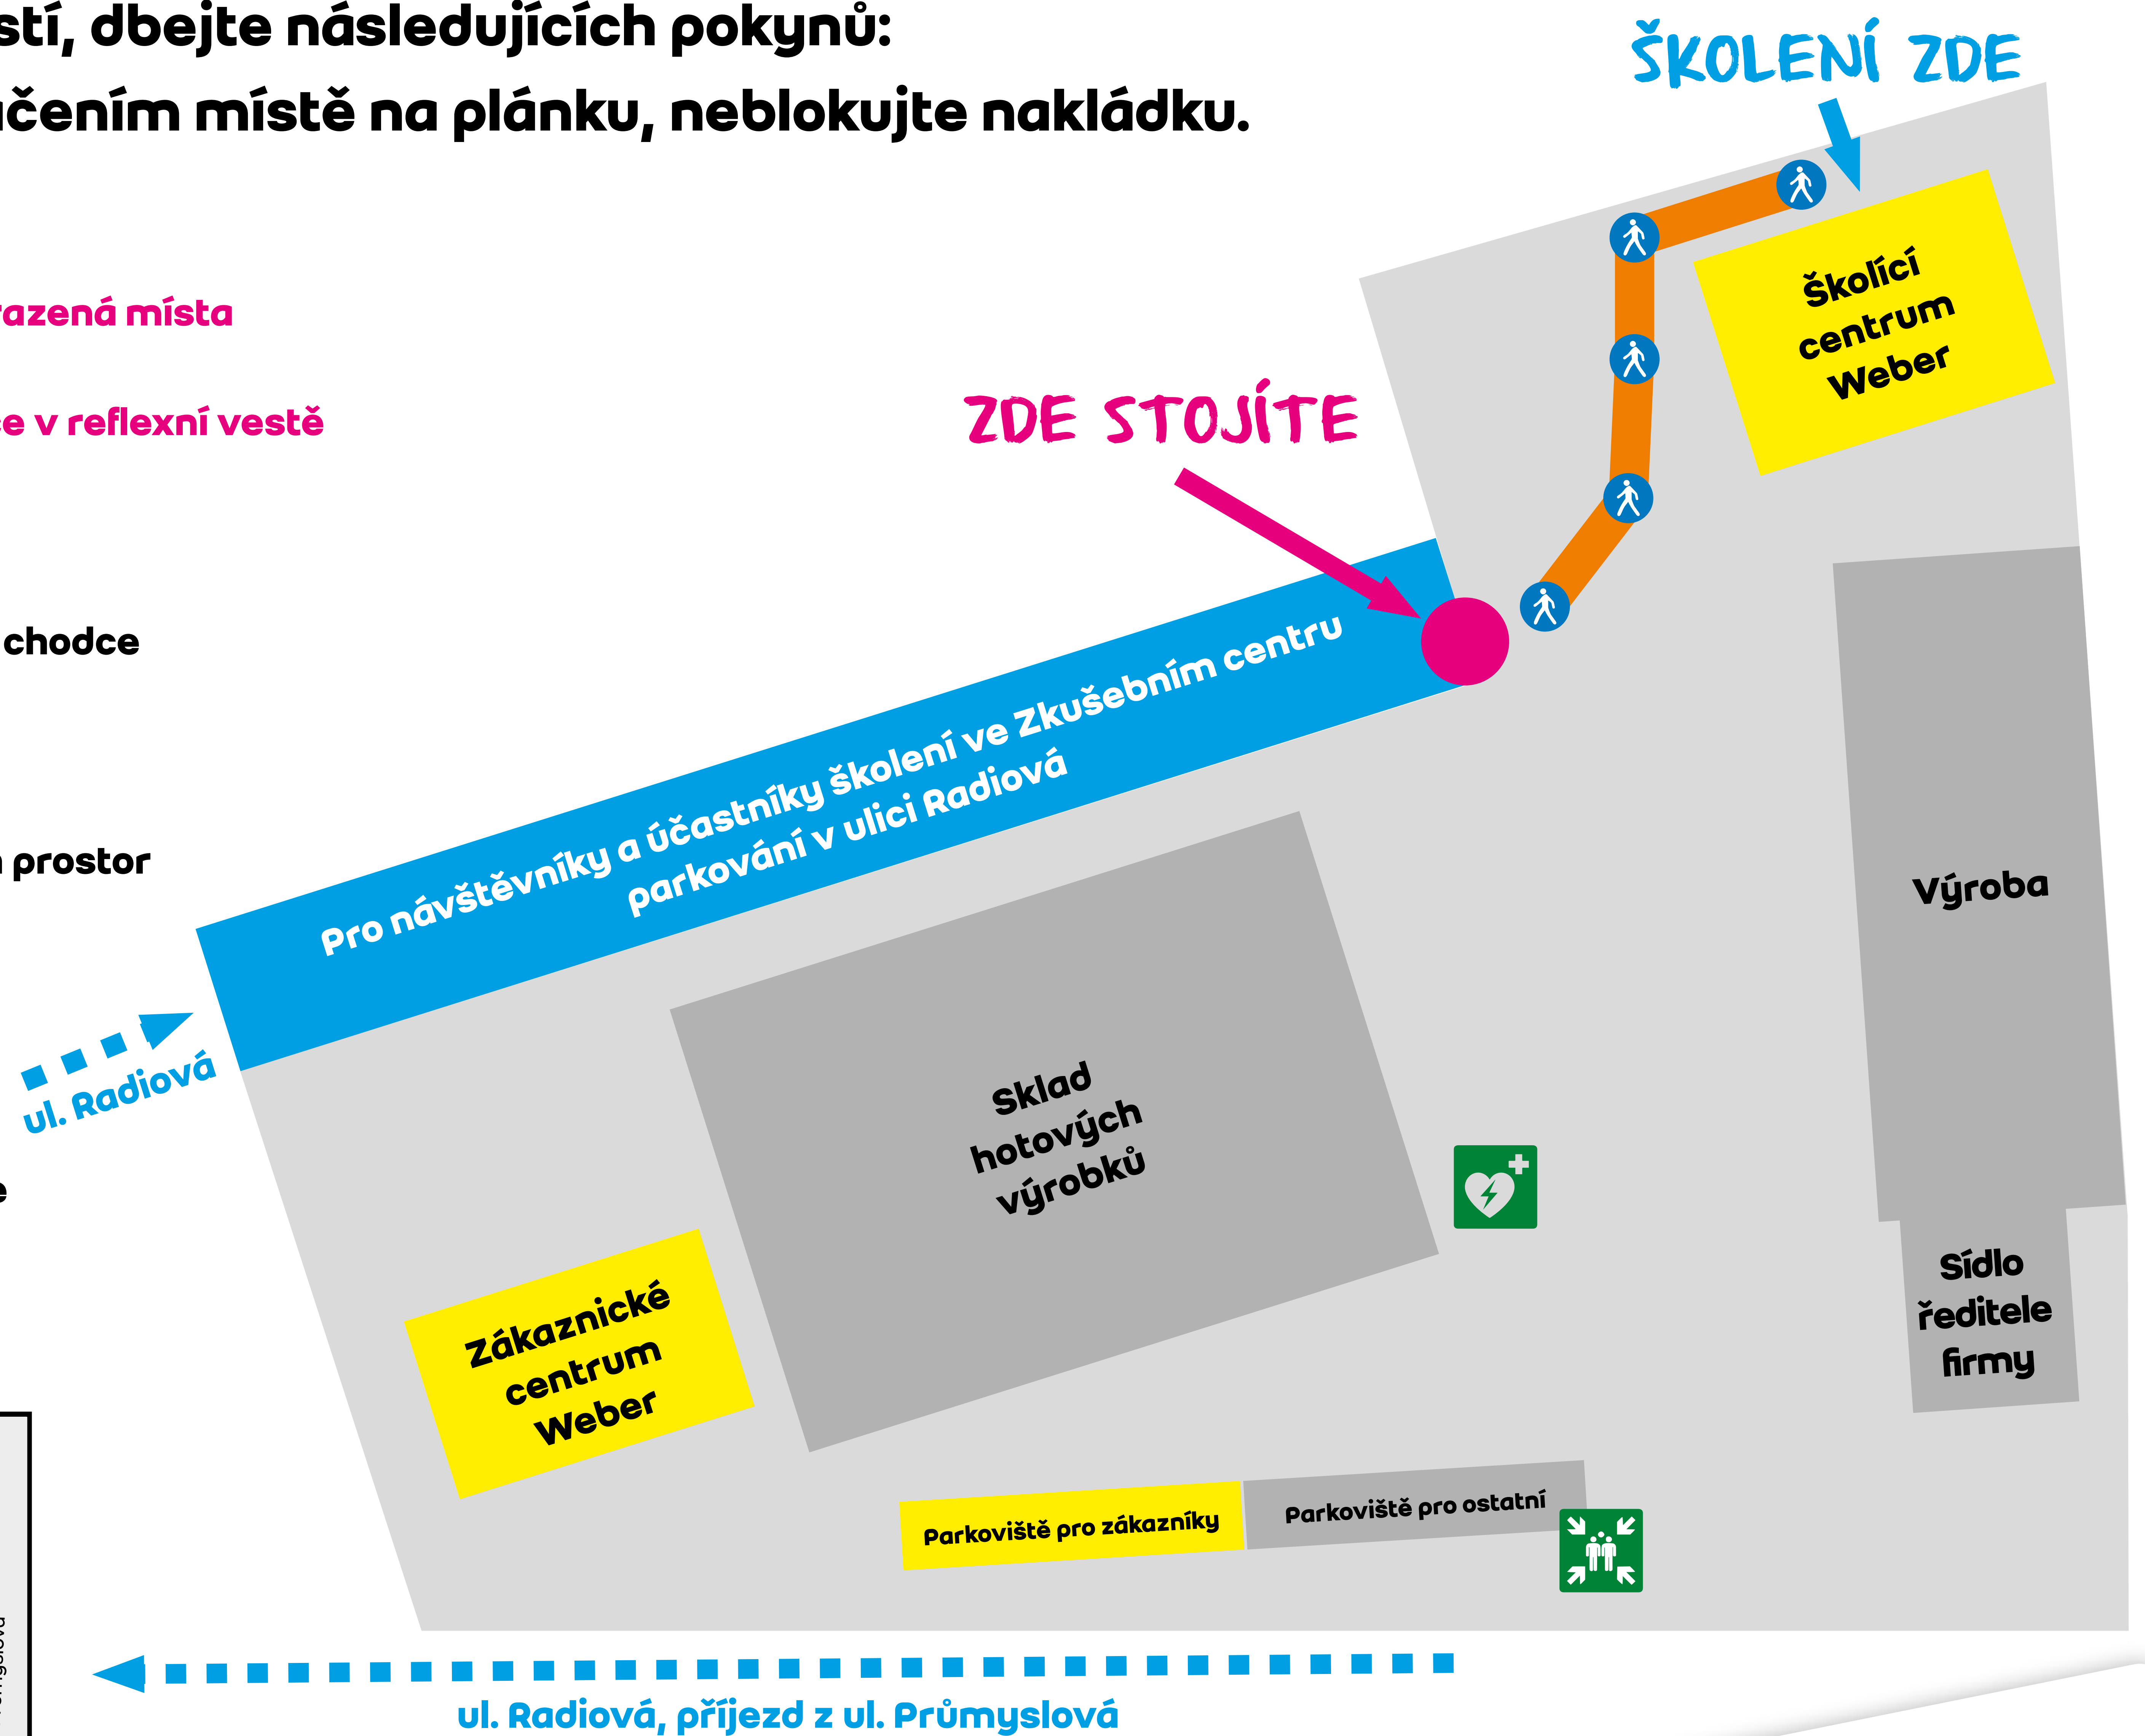 stí, dbejte následujících pokynů:
čením místě na plánku, neblokujte nakládku.
ŠKOLENÍ ZDE
Školící
centrum
Weber
azená místa
ZDE STOJÍTE
e v reflexní vestě
chodce
Pro návštěvníky a účastníky školení ve Zkušebním centru
parkování v ulici Radiová
prostor
Výroba
ul. Radiová
Sklad
hotových
výrobků
Sídlo
ředitele
firmy
Zákaznické
centrum
Weber
Parkoviště pro zákazníky
Parkoviště pro ostatní
ul. Radiová, příjezd z ul. Průmyslová